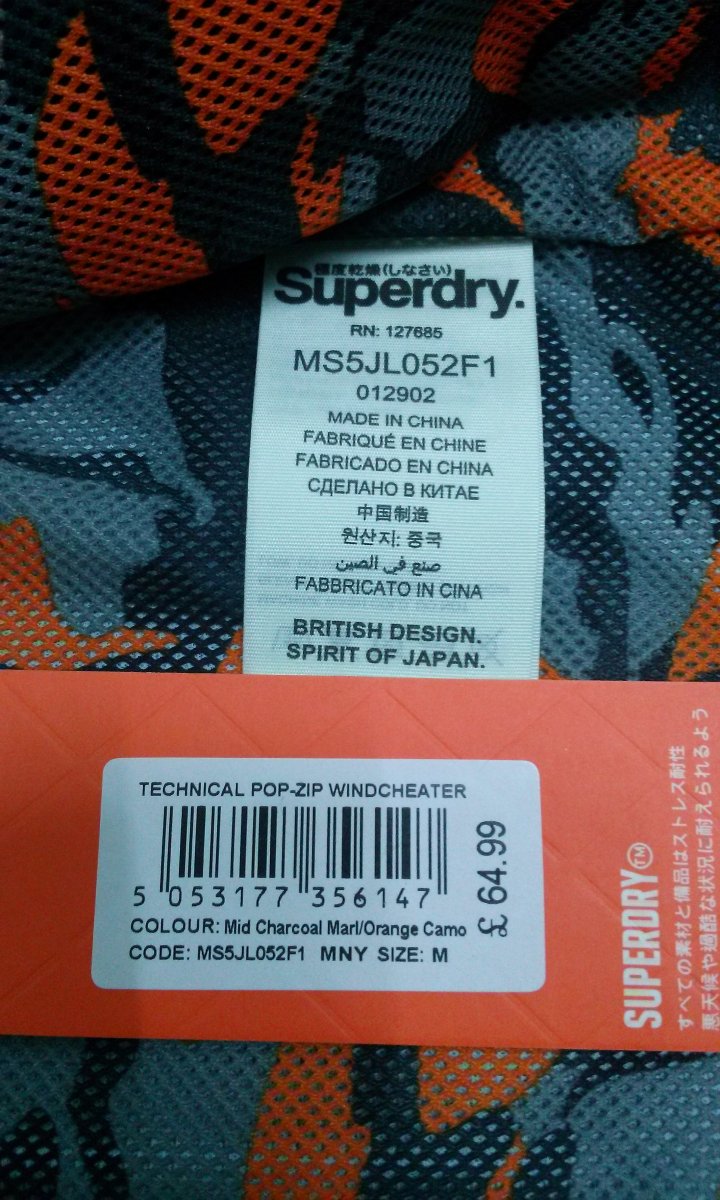 極度乾燥(しなさい)
Superdry.
RN: 127685
MS5JL052F1
012902
MADE IN CHINA
FABRIQUÉ EN CHINE
FABRICADO EN CHINA
СДЕЛАНО В КИТАЕ
中国制造
원산지: 중국
صنع في الصين
FABBRICATO IN CINA
BRITISH DESIGN.
SPIRIT OF JAPAN.
TECHNICAL POP-ZIP WINDCHEATER
5 053177 356147
£ 64.99
COLOUR: Mid Charcoal Marl/Orange Camo
CODE: MS5JL052F1 MNY SIZE: M
SUPERDRY TM
すべての素材と備品はストレス耐性
悪天候や過酷な状況に耐えられるよう